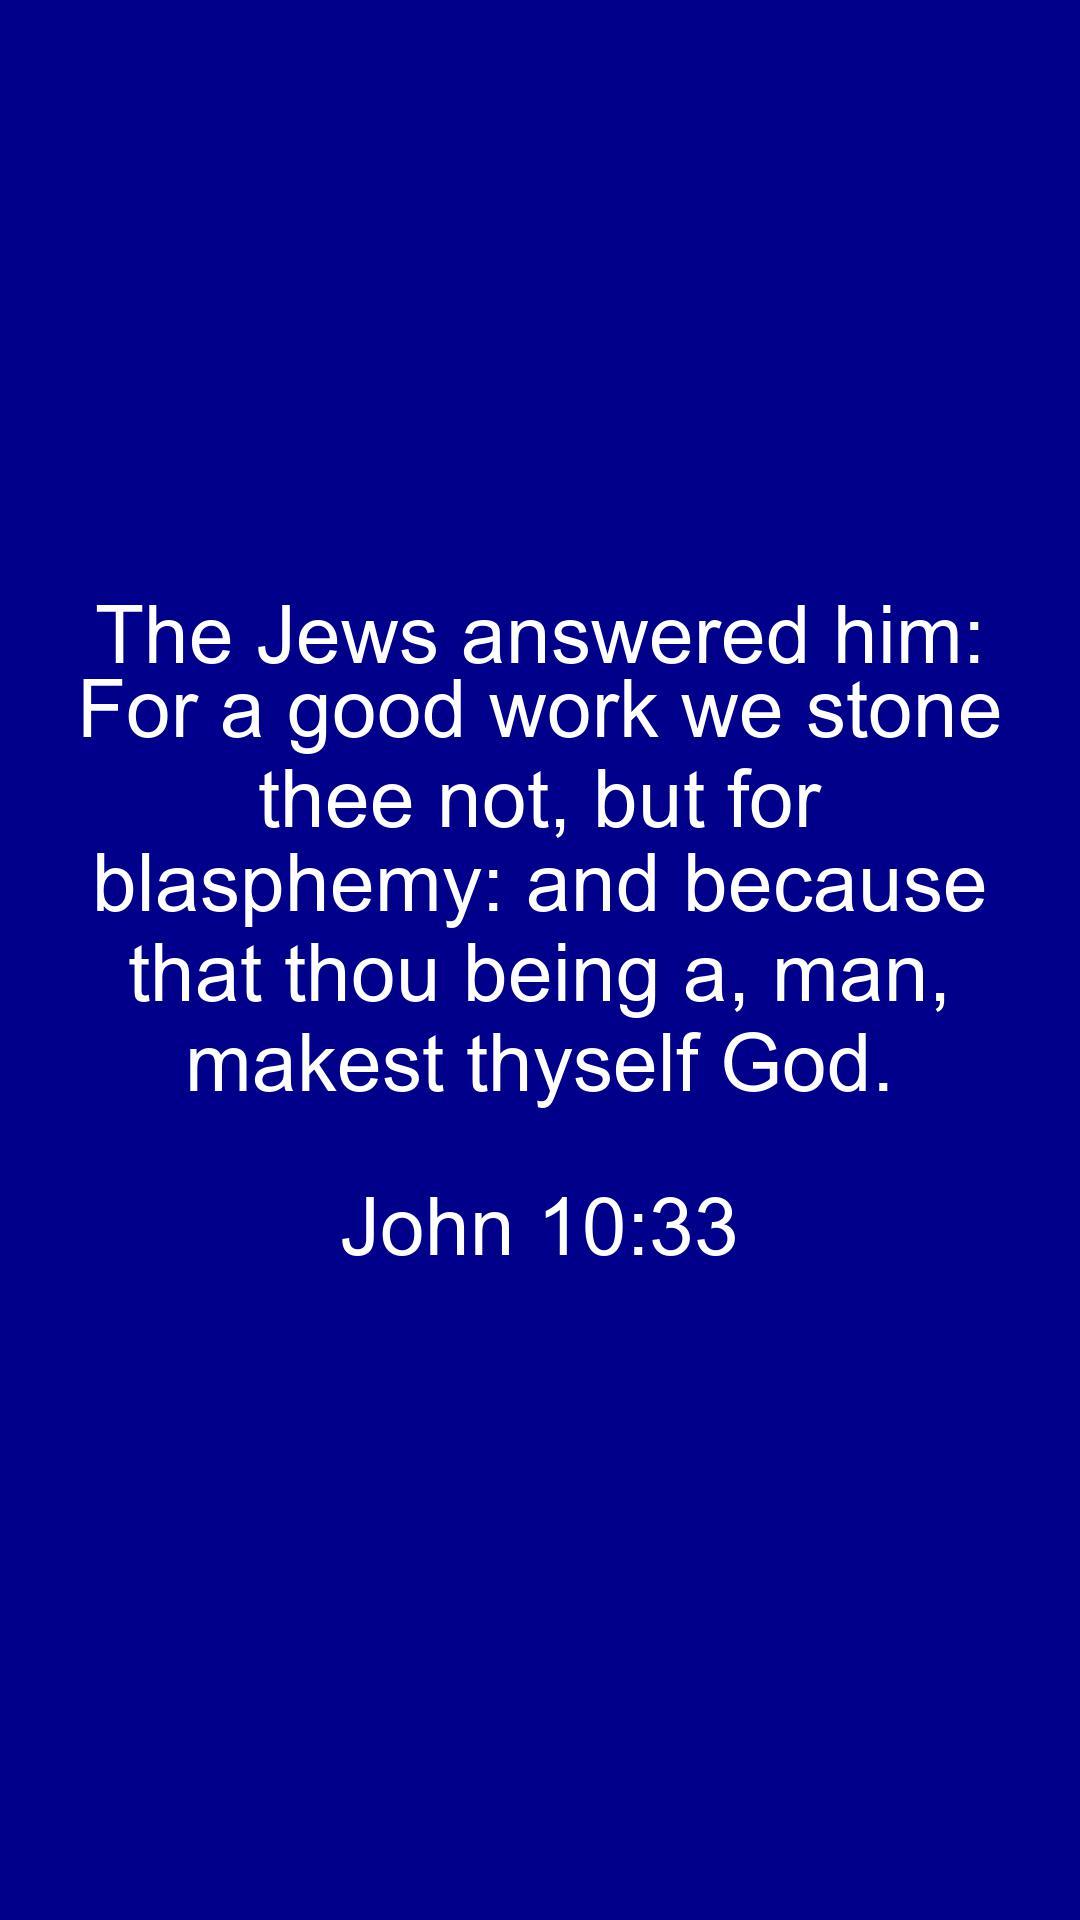 The Jews answered him:
For a good work we stone
thee not, but for
blasphemy: and because
that thou being a, man,
makest thyself God.
John 10:33